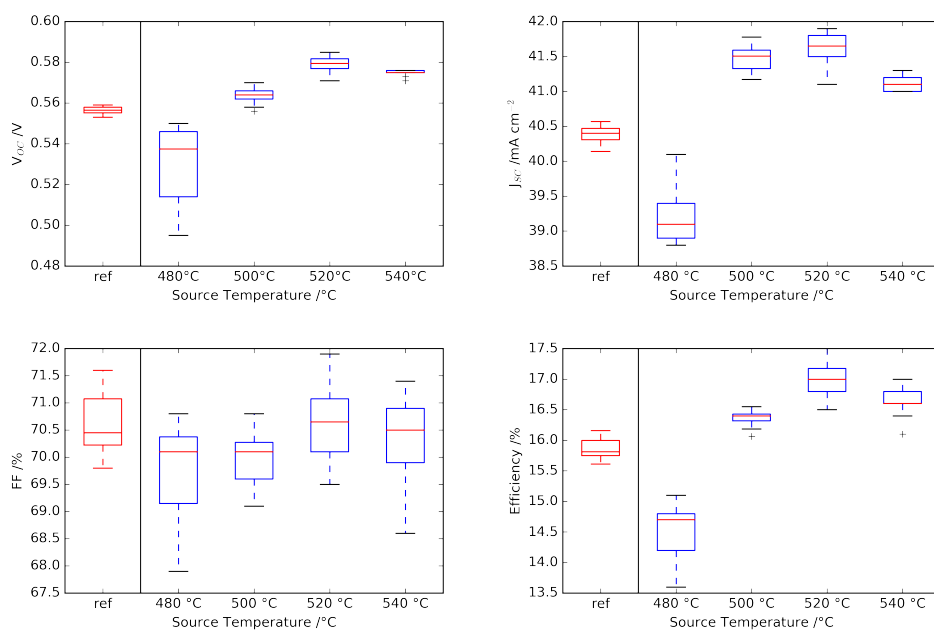 0.60
0.58
0.56
0.54
0.52
0.50
0.48
V_OC /V
ref 480°C 500°C 520°C 540°C
Source Temperature /°C
42.0
41.5
41.0
40.5
40.0
39.5
39.0
38.5
J_SC /mA cm⁻²
ref 480 °C 500 °C 520 °C 540 °C
Source Temperature /°C
72.0
71.5
71.0
70.5
70.0
69.5
69.0
68.5
68.0
67.5
FF /%
ref 480 °C 500 °C 520 °C 540 °C
Source Temperature /°C
17.5
17.0
16.5
16.0
15.5
15.0
14.5
14.0
13.5
Efficiency /%
ref 480 °C 500 °C 520 °C 540 °C
Source Temperature /°C